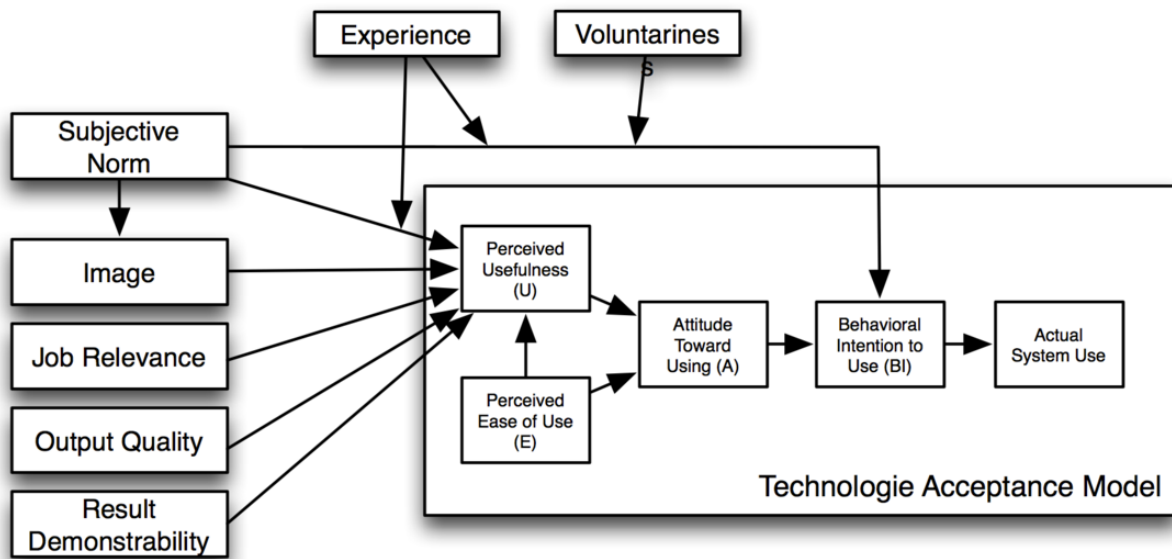 Experience
Voluntarines
s
Subjective
Norm
Image
Job Relevance
Output Quality
Result
Demonstrability
Perceived
Usefulness
(U)
Perceived
Ease of Use
(E)
Attitude
Toward
Using (A)
Behavioral
Intention to
Use (BI)
Actual
System Use
Technologie Acceptance Model